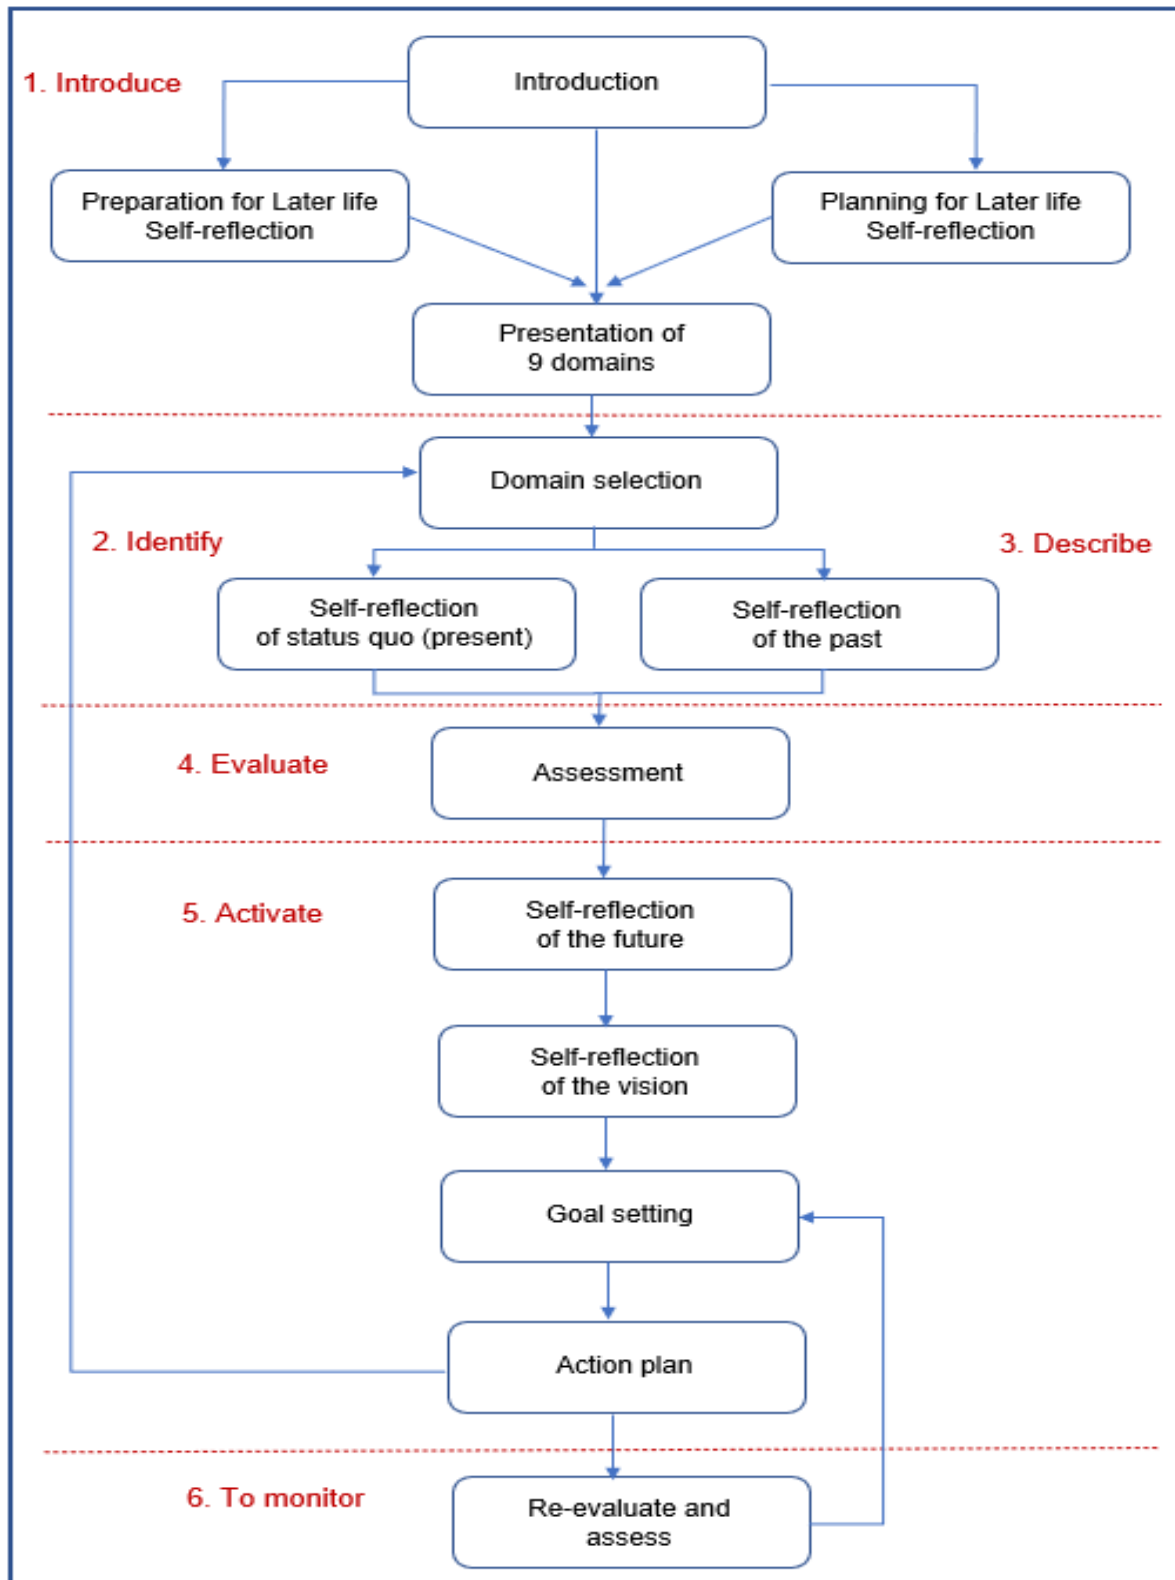 1. Introduce
Introduction
Preparation for Later life
Self-reflection
Planning for Later life
Self-reflection
Presentation of
9 domains
Domain selection
2. Identify
3. Describe
Self-reflection
of status quo (present)
Self-reflection
of the past
4. Evaluate
Assessment
5. Activate
Self-reflection
of the future
Self-reflection
of the vision
Goal setting
Action plan
6. To monitor
Re-evaluate and
assess